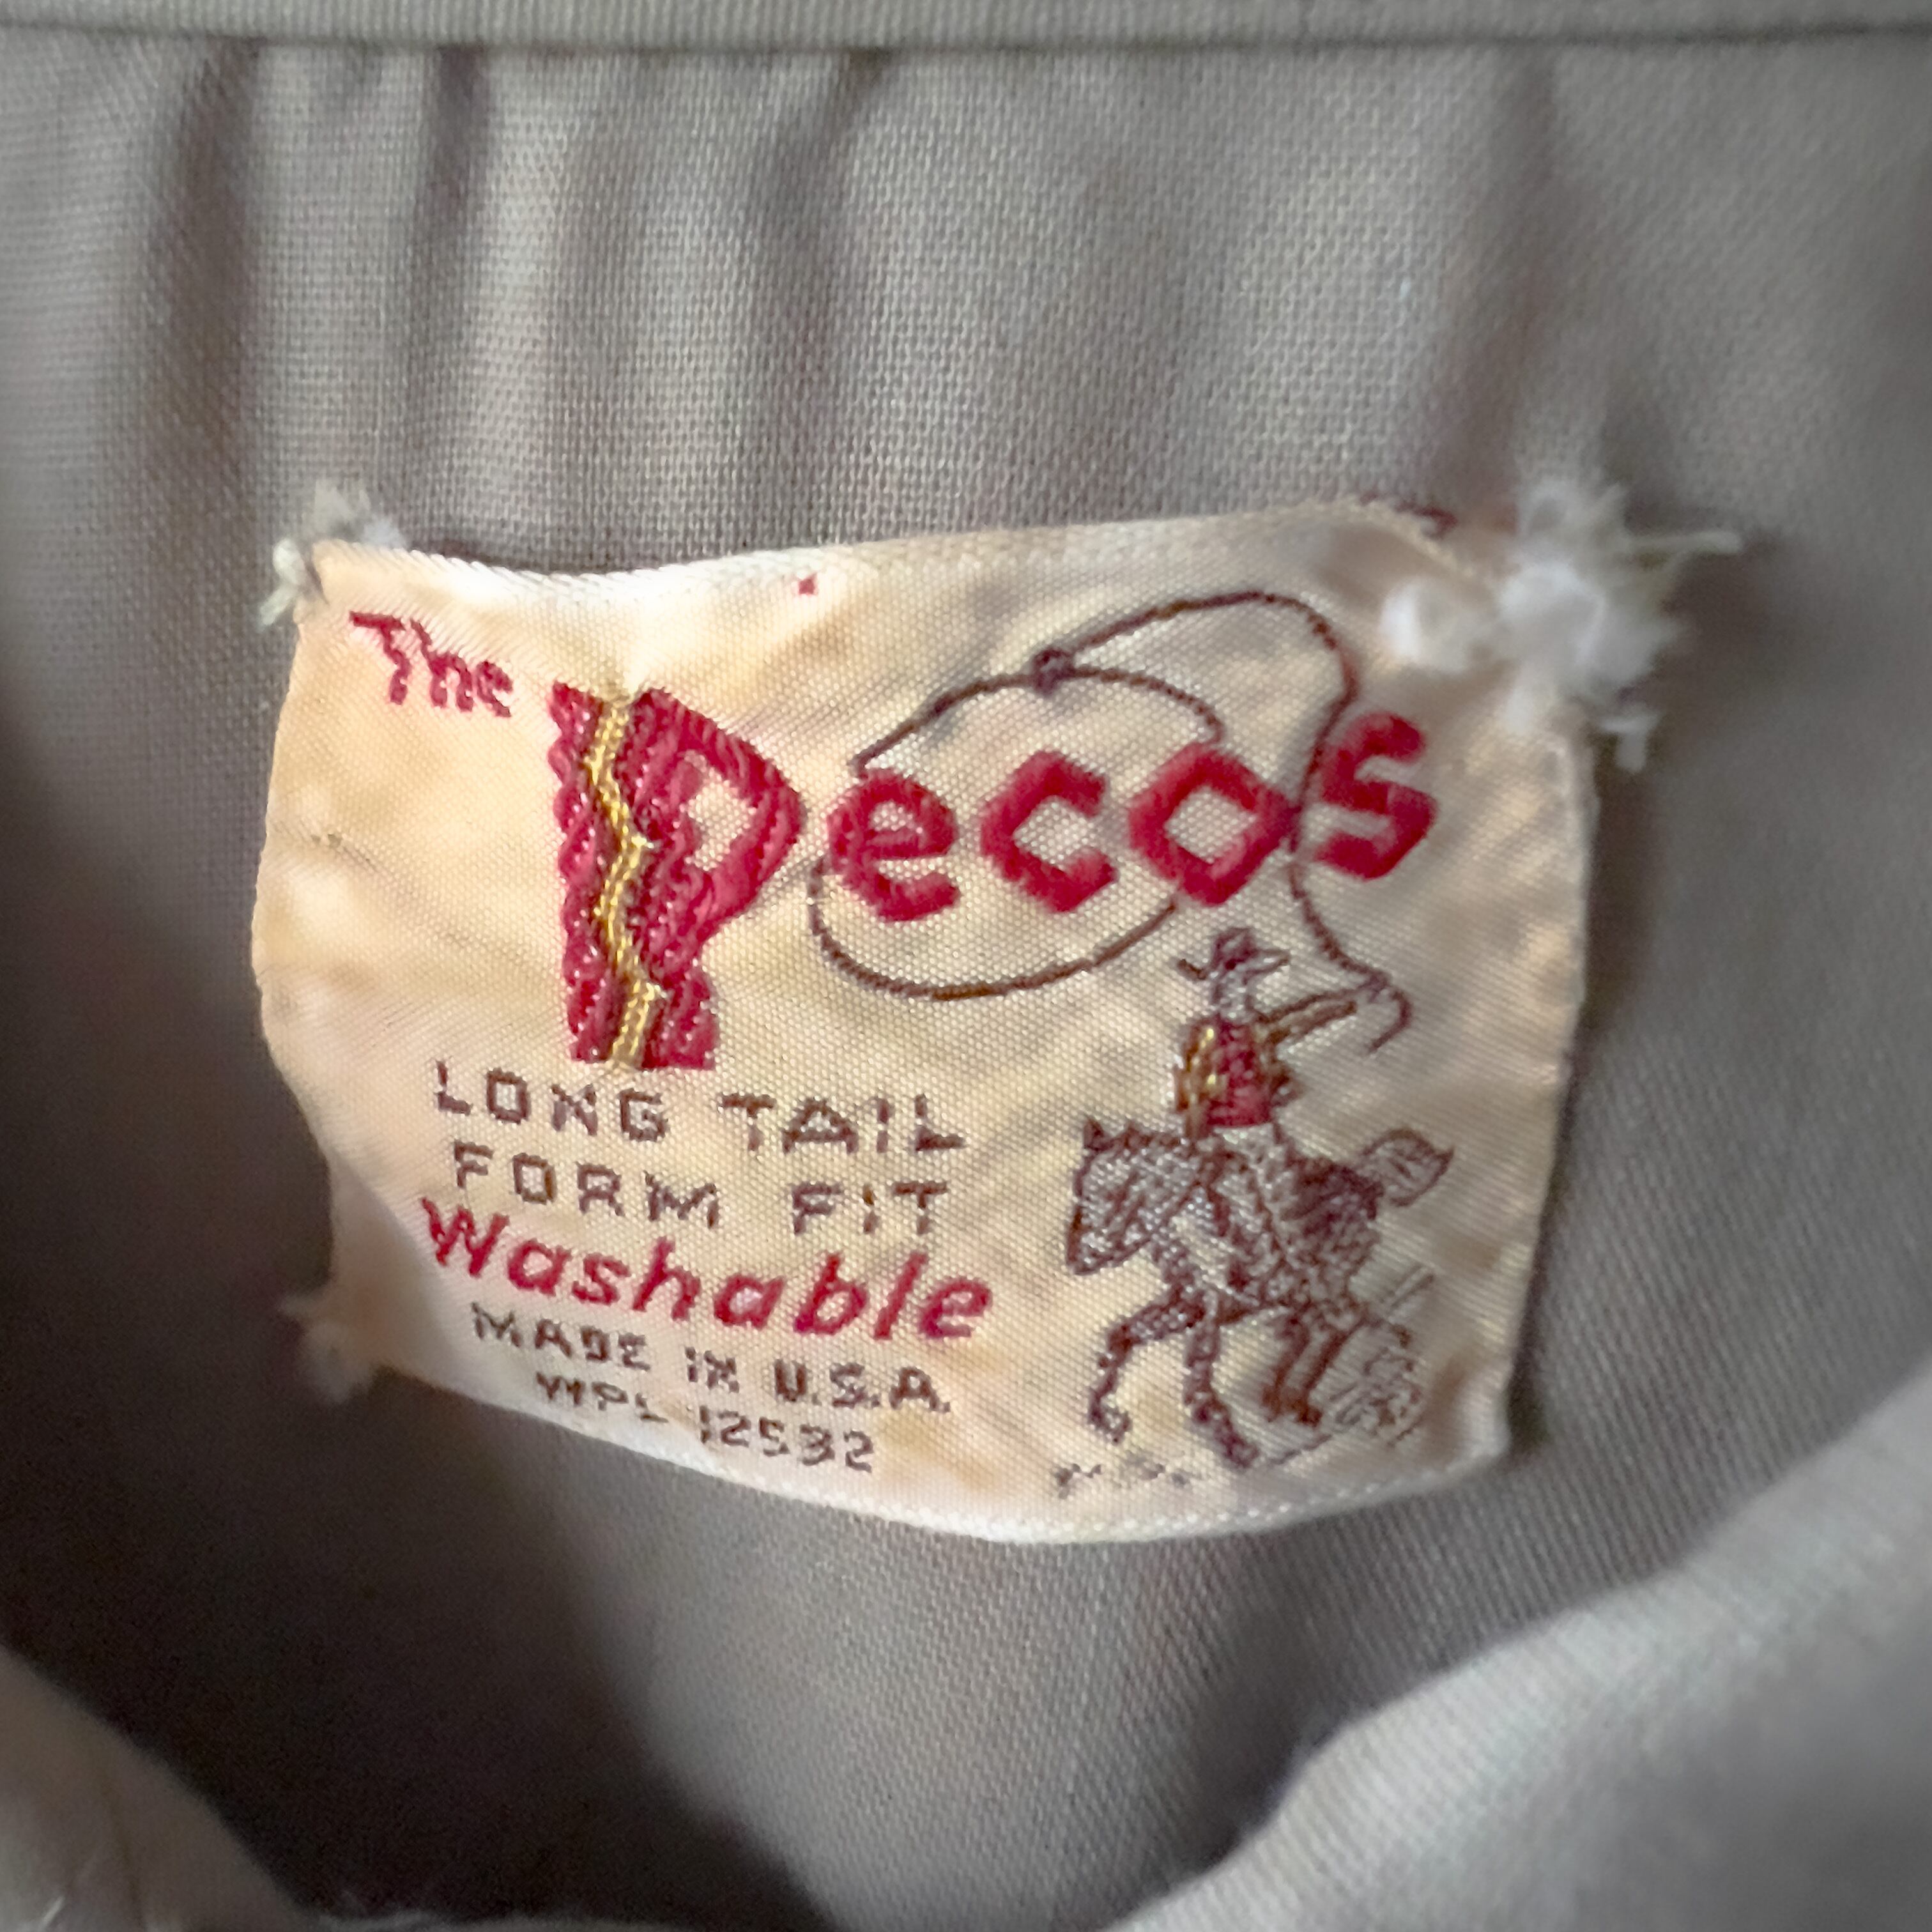 The Pecos
LONG TAIL
FORM FIT
Washable
MADE IN U.S.A.
WPL 12532